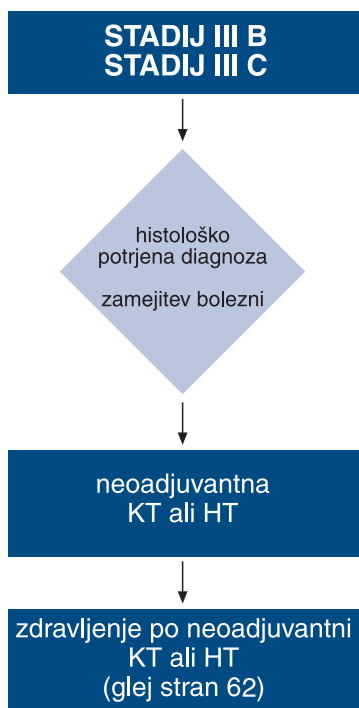 STADIJ III B
STADIJ III C
histološko
potrjena diagnoza
zamejitev bolezni
neoadjuvantna
KT ali HT
zdravljenje po neoadjuvantni
KT ali HT
(glej stran 62)